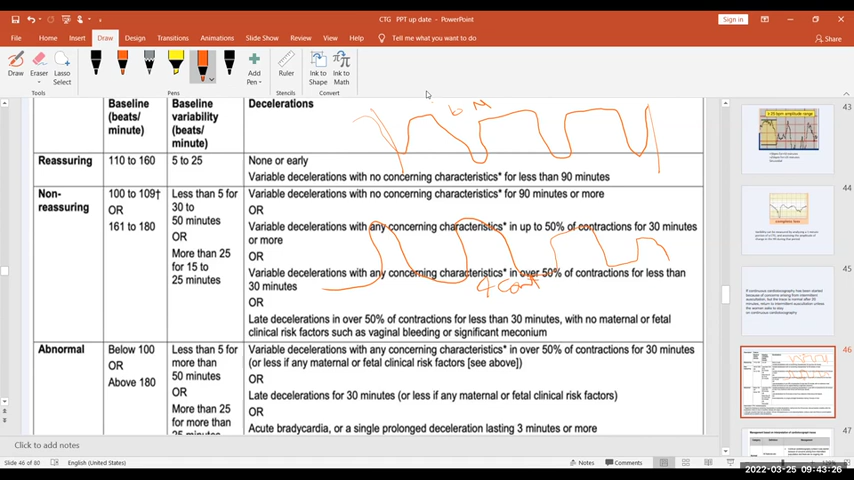 CTG PPT up date - PowerPoint
Sign in
File Home Insert Draw Design Transitions Animations Slide Show Review View Help Tell me what you want to do
Share
Draw Eraser Lasso Select Add Pen Ruler Ink to Shape Ink to Math
Tools Pens Stencils Convert
Baseline (beats/ minute)
Baseline variability (beats/ minute)
Decelerations
Reassuring
110 to 160
5 to 25
None or early
Variable decelerations with no concerning characteristics* for less than 90 minutes
Non-reassuring
100 to 109†
OR
161 to 180
Less than 5 for
30 to
50 minutes
OR
More than 25
for 15 to
25 minutes
Variable decelerations with no concerning characteristics* for 90 minutes or more
OR
Variable decelerations with any concerning characteristics* in up to 50% of contractions for 30 minutes
or more
OR
Variable decelerations with any concerning characteristics* in over 50% of contractions for less than
30 minutes
OR
Late decelerations in over 50% of contractions for less than 30 minutes, with no maternal or fetal
clinical risk factors such as vaginal bleeding or significant meconium
4 cont
Abnormal
Below 100
OR
Above 180
Less than 5 for
more than
50 minutes
OR
More than 25
for more than
25 minutes
Variable decelerations with any concerning characteristics* in over 50% of contractions for 30 minutes
(or less if any maternal or fetal clinical risk factors [see above])
OR
Late decelerations for 30 minutes (or less if any maternal or fetal clinical risk factors)
OR
Acute bradycardia, or a single prolonged deceleration lasting 3 minutes or more
43
44
45
46
47
Click to add notes
Slide 46 of 80
English (United States)
Notes
Comments
2022-03-25 09:43:26